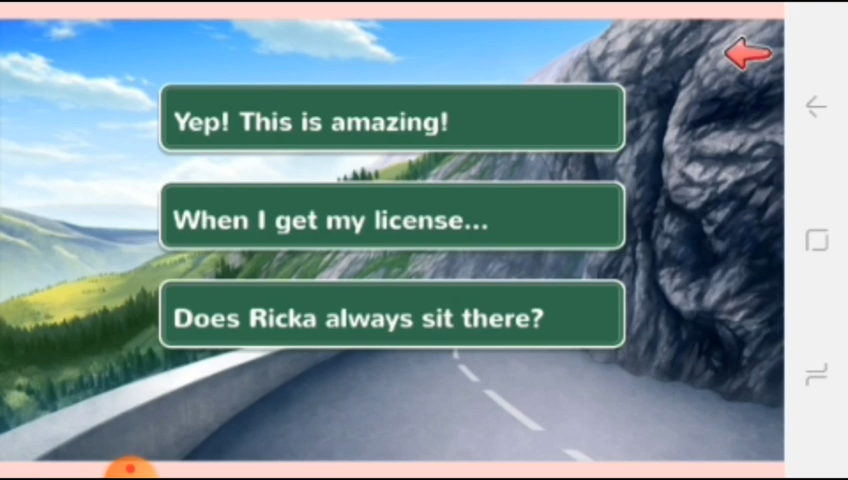 Yep! This is amazing!
When I get my license...
Does Ricka always sit there?